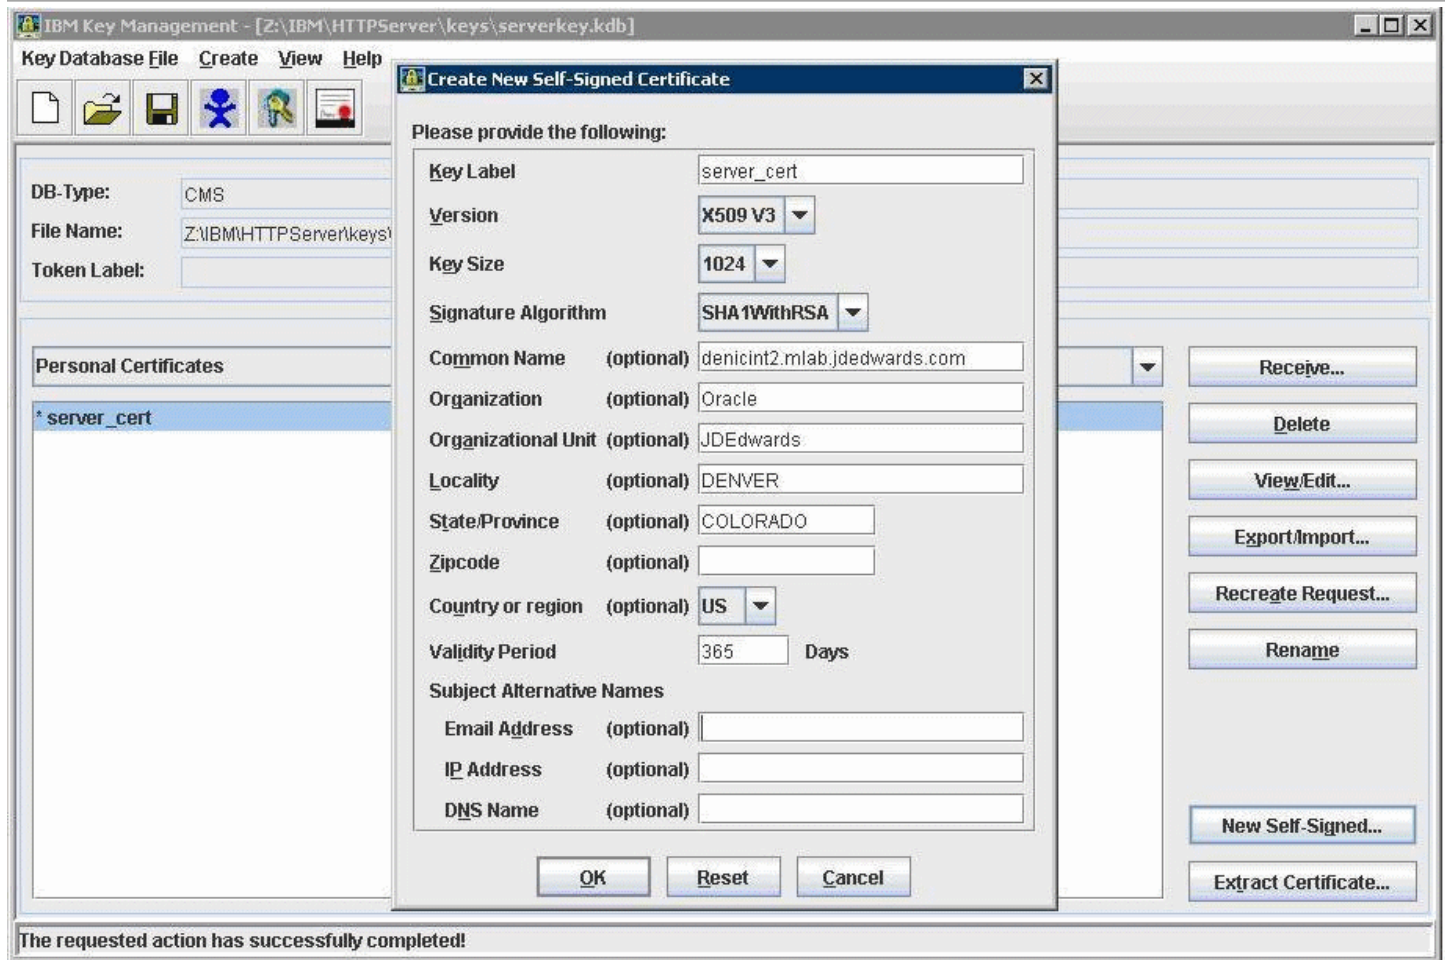 IBM Key Management - [Z:\IBM\HTTPServer\keys\serverkey.kdb]
Key Database File Create View Help
Create New Self-Signed Certificate
Please provide the following:
Key Label server_cert
Version X509 V3
Key Size 1024
Signature Algorithm SHA1WithRSA
Common Name (optional) denicint2.mlab.jdedwards.com
Organization (optional) Oracle
Organizational Unit (optional) JDEdwards
Locality (optional) DENVER
State/Province (optional) COLORADO
Zipcode (optional)
Country or region (optional) US
Validity Period 365 Days
Subject Alternative Names
Email Address (optional)
IP Address (optional)
DNS Name (optional)
OK Reset Cancel
DB-Type: CMS
File Name: Z:\IBM\HTTPServer\keys\
Token Label:
Personal Certificates
* server_cert
Receive...
Delete
View/Edit...
Export/Import...
Recreate Request...
Rename
New Self-Signed...
Extract Certificate...
The requested action has successfully completed!